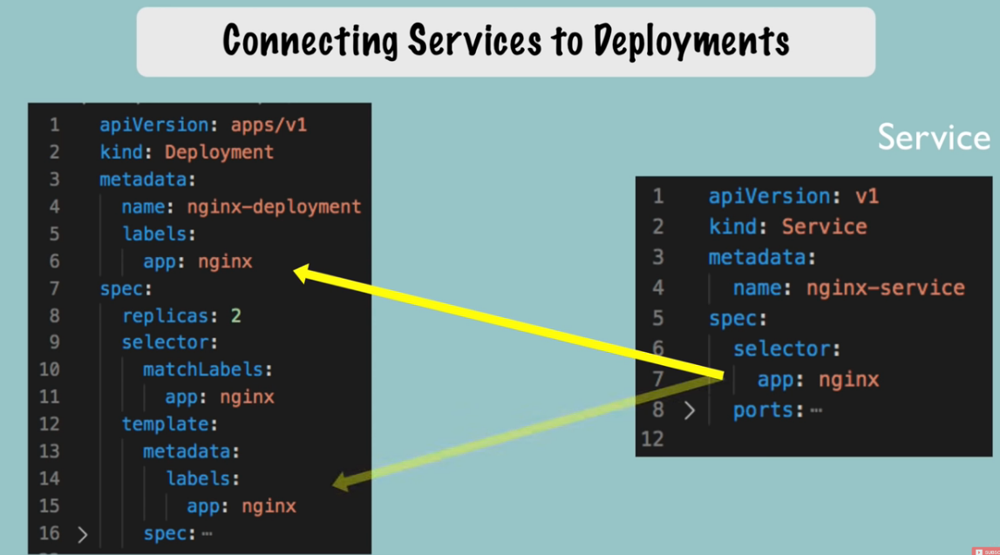 Connecting Services to Deployments
1 apiVersion: apps/v1
2 kind: Deployment
3 metadata:
4 name: nginx-deployment
5 labels:
6 app: nginx
7 spec:
8 replicas: 2
9 selector:
10 matchLabels:
11 app: nginx
12 template:
13 metadata:
14 labels:
15 app: nginx
16 > spec:⋯
Service
1 apiVersion: v1
2 kind: Service
3 metadata:
4 name: nginx-service
5 spec:
6 selector:
7 app: nginx
8 > ports:⋯
12